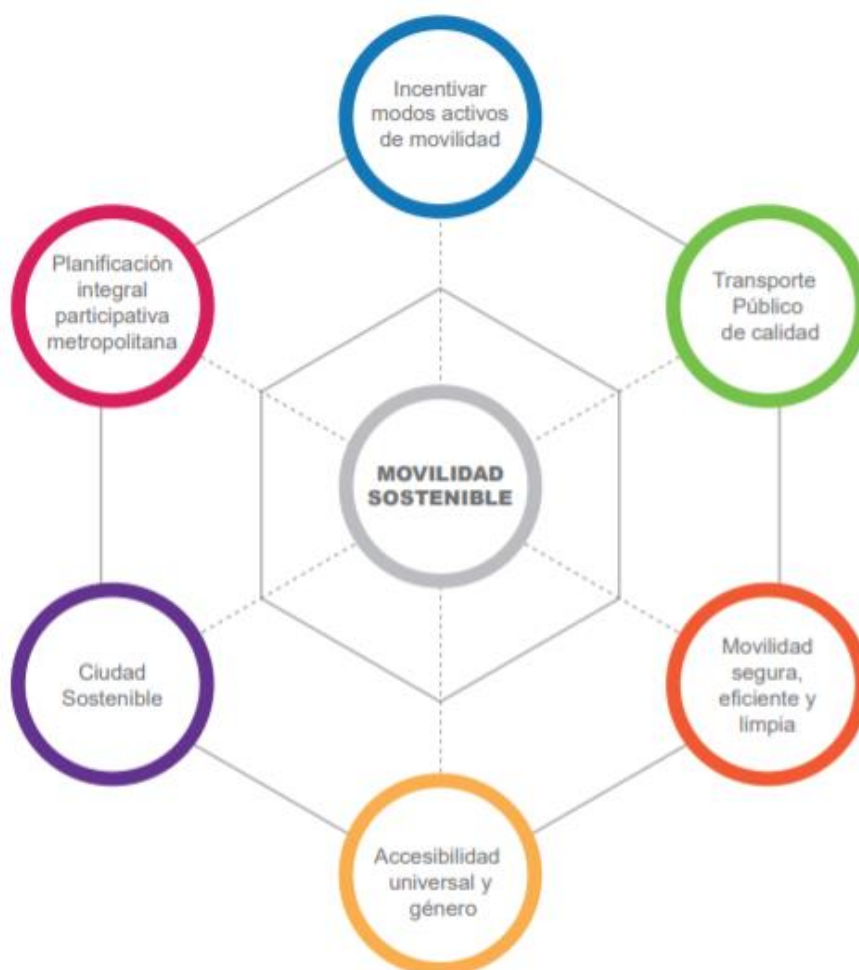 Incentivar
modos activos
de movilidad
Planificación
integral
participativa
metropolitana
Transporte
Público
de calidad
MOVILIDAD
SOSTENIBLE
Ciudad
Sostenible
Movilidad
segura,
eficiente y
limpia
Accesibilidad
universal y
género